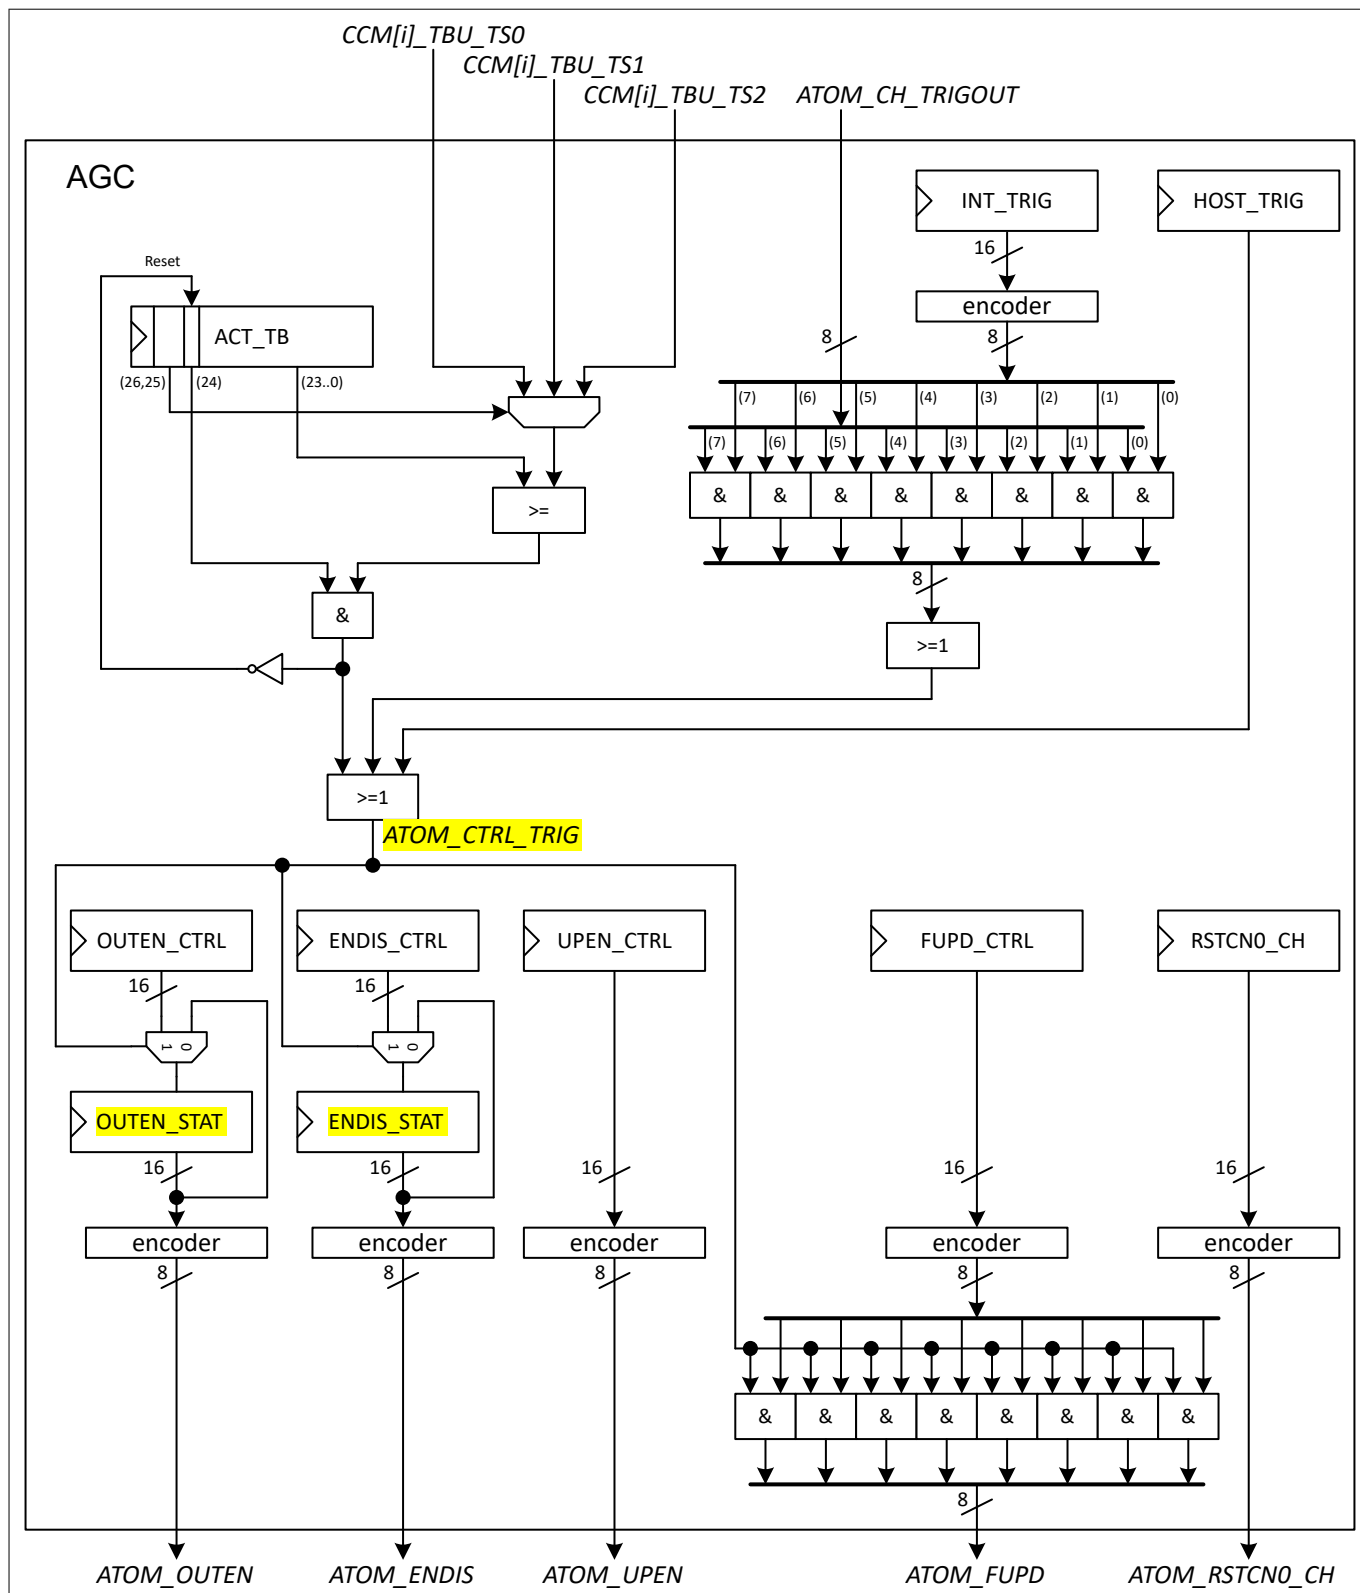 CCM[i]_TBU_TS0
CCM[i]_TBU_TS1
CCM[i]_TBU_TS2 ATOM_CH_TRIGOUT
AGC
INT_TRIG HOST_TRIG
16
Reset
encoder
ACT_TB
8 8
(26,25) (24) (23..0)
(7) (6) (5) (4) (3) (2) (1) (0)
(7) (6) (5) (4) (3) (2) (1) (0)
& & & & & & & &
>=
8
&
>=1
>=1
ATOM_CTRL_TRIG
OUTEN_CTRL ENDIS_CTRL UPEN_CTRL FUPD_CTRL RSTCN0_CH
16 16
1 0 1 0
OUTEN_STAT ENDIS_STAT
16 16 16 16 16
encoder encoder encoder encoder encoder
8 8 8 8 8
& & & & & & & &
8
ATOM_OUTEN ATOM_ENDIS ATOM_UPEN ATOM_FUPD ATOM_RSTCN0_CH